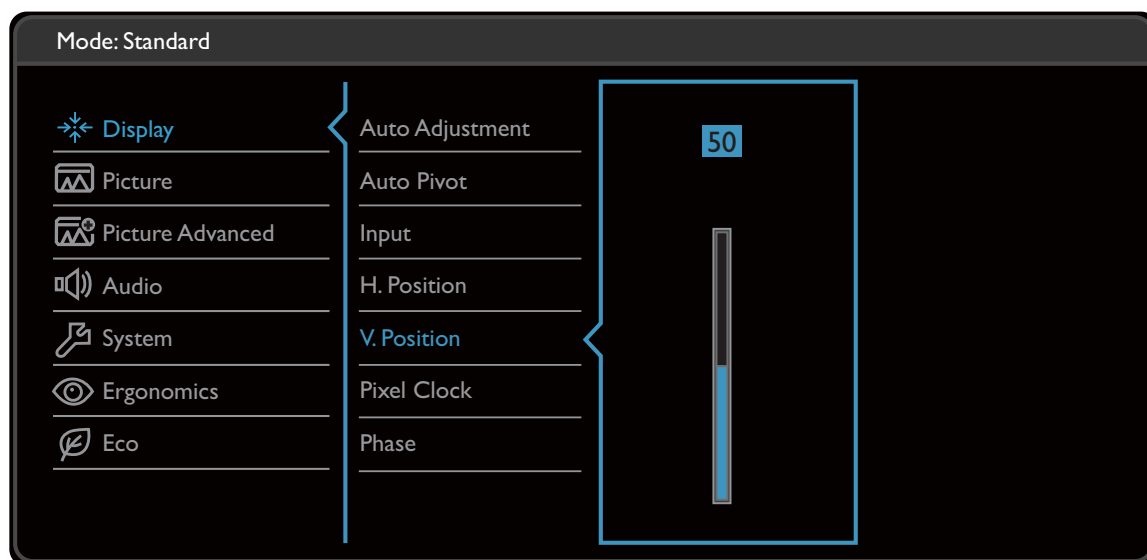 Mode: Standard
Display
Picture
Picture Advanced
Audio
System
Ergonomics
Eco
Auto Adjustment
Auto Pivot
Input
H. Position
V. Position
Pixel Clock
Phase
50